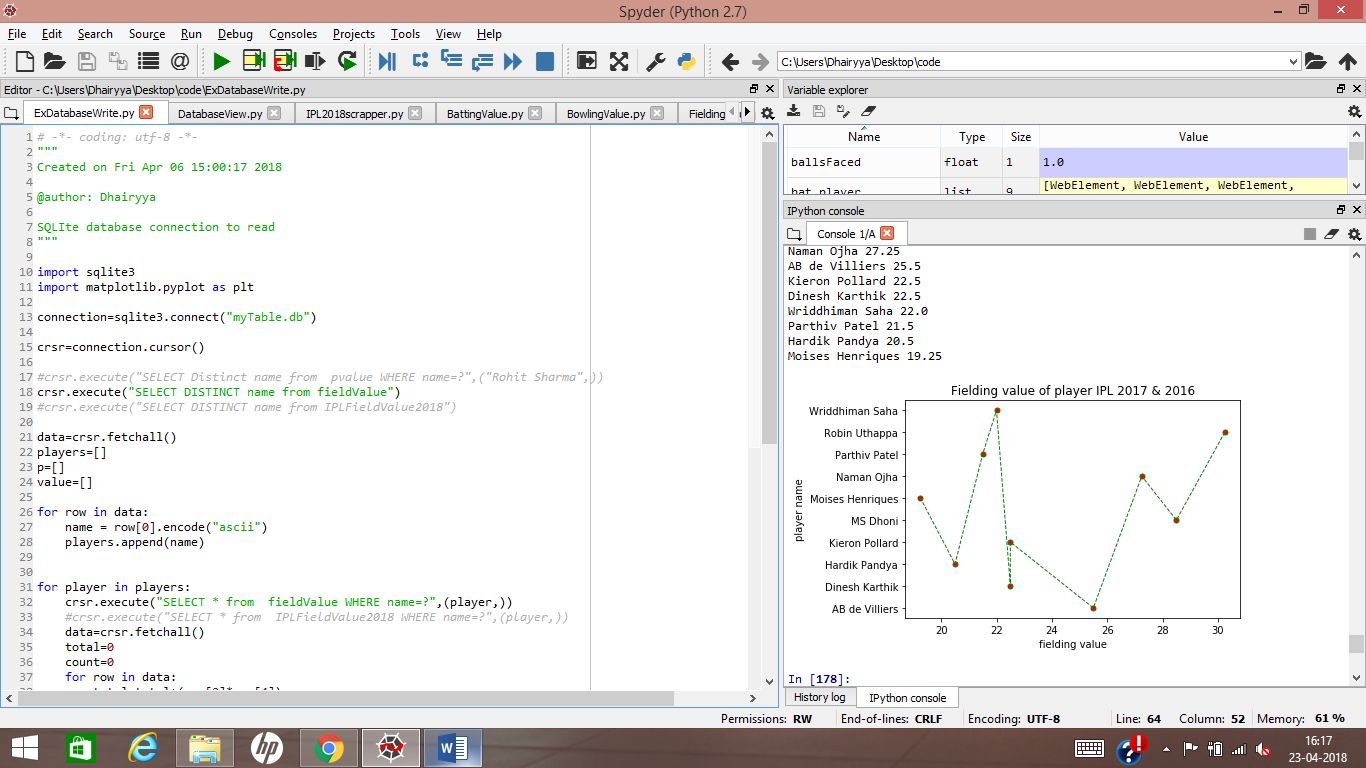 Spyder (Python 2.7)
File Edit Search Source Run Debug Consoles Projects Tools View Help
C:\Users\Dhairyya\Desktop\code
Editor - C:\Users\Dhairyya\Desktop\code\ExDatabaseWrite.py
ExDatabaseWrite.py DatabaseView.py IPL2018scrapper.py BattingValue.py BowlingValue.py Fielding
1 # -*- coding: utf-8 -*-
2 """
3 Created on Fri Apr 06 15:00:17 2018
4
5 @author: Dhairyya
6
7 SQLIte database connection to read
8 """
9
10 import sqlite3
11 import matplotlib.pyplot as plt
12
13 connection=sqlite3.connect("myTable.db")
14
15 crsr=connection.cursor()
16
17 #crsr.execute("SELECT Distinct name from  pvalue WHERE name=?",("Rohit Sharma",))
18 crsr.execute("SELECT DISTINCT name from fieldValue")
19 #crsr.execute("SELECT DISTINCT name from IPLFieldValue2018")
20
21 data=crsr.fetchall()
22 players=[]
23 p=[]
24 value=[]
25
26 for row in data:
27     name = row[0].encode("ascii")
28     players.append(name)
29
30
31 for player in players:
32     crsr.execute("SELECT * from  fieldValue WHERE name=?",(player,))
33     #crsr.execute("SELECT * from  IPLFieldValue2018 WHERE name=?",(player,))
34     data=crsr.fetchall()
35     total=0
36     count=0
37     for row in data:
Variable explorer
Name Type Size Value
ballsFaced float 1 1.0
bat_player list 9 [WebElement, WebElement, WebElement,
IPython console
Console 1/A
Naman Ojha 27.25
AB de Villiers 25.5
Kieron Pollard 22.5
Dinesh Karthik 22.5
Wriddhiman Saha 22.0
Parthiv Patel 21.5
Hardik Pandya 20.5
Moises Henriques 19.25
Fielding value of player IPL 2017 & 2016
player name
Wriddhiman Saha
Robin Uthappa
Parthiv Patel
Naman Ojha
Moises Henriques
MS Dhoni
Kieron Pollard
Hardik Pandya
Dinesh Karthik
AB de Villiers
20 22 24 26 28 30
fielding value
In [178]:
History log IPython console
Permissions: RW End-of-lines: CRLF Encoding: UTF-8 Line: 64 Column: 52 Memory: 61 %
16:17
23-04-2018